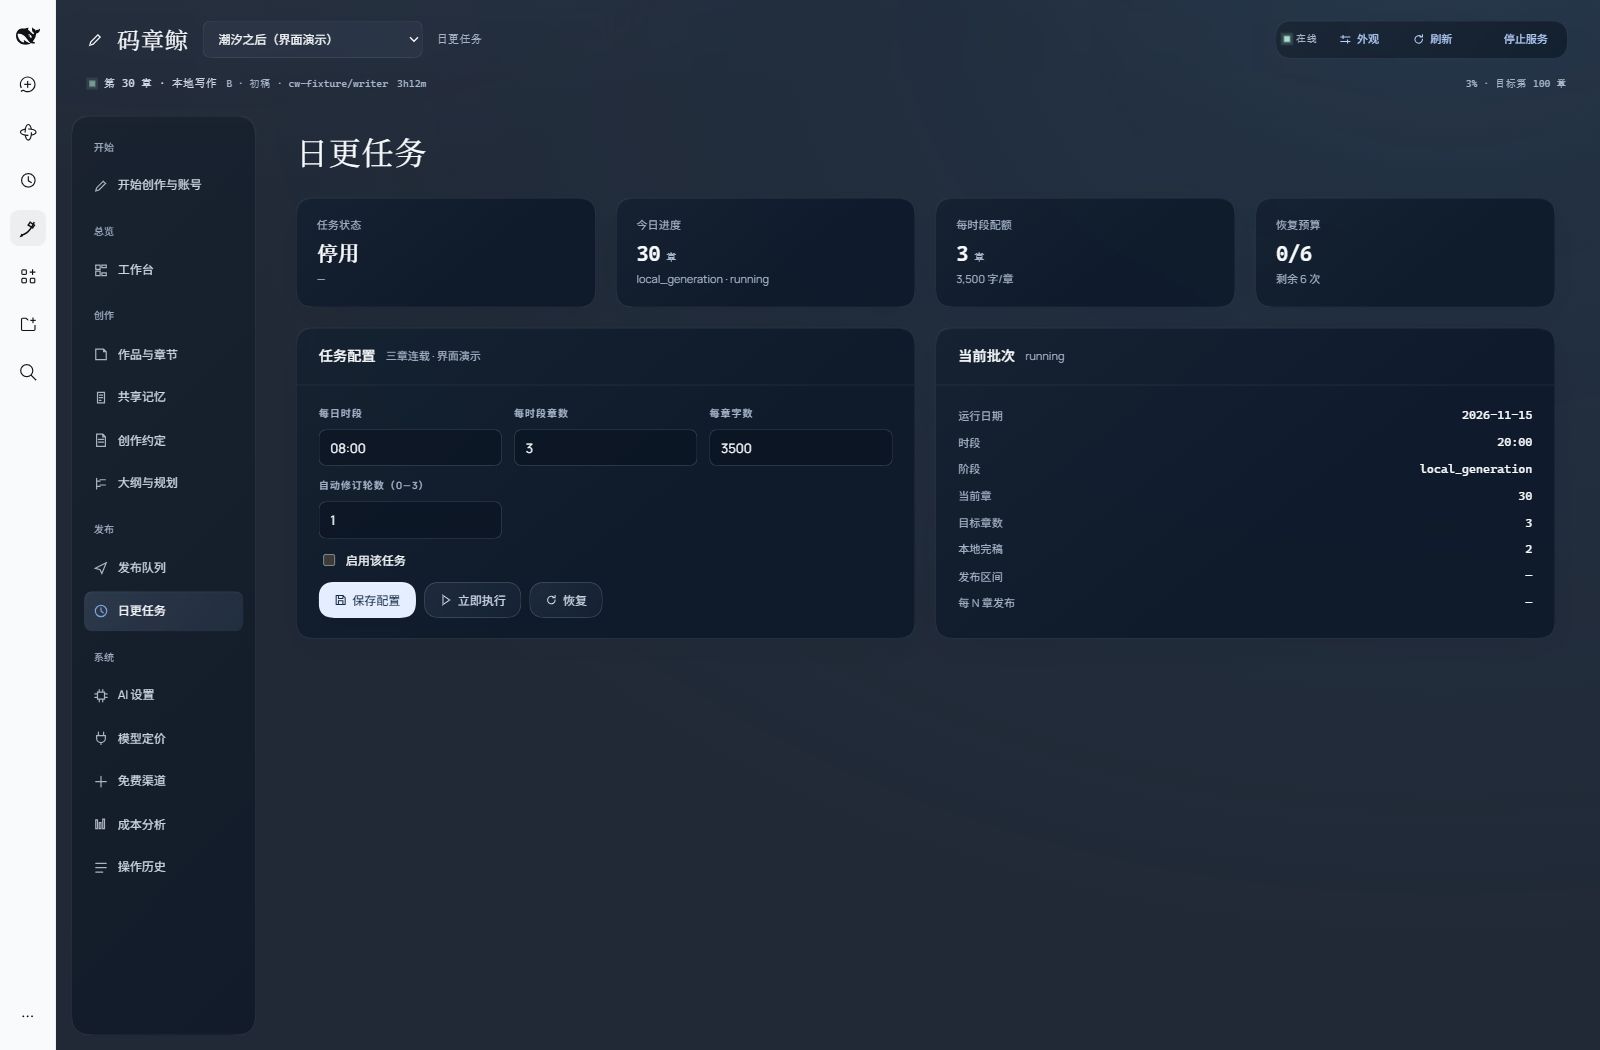 码章鲸
潮汐之后（界面演示）
日更任务
在线
外观
刷新
停止服务
第 30 章 · 本地写作 B · 初稿 · cw-fixture/writer 3h12m
3% · 目标第 100 章
开始
开始创作与账号
总览
工作台
创作
作品与章节
共享记忆
创作约定
大纲与规划
发布
发布队列
日更任务
系统
AI 设置
模型定价
免费渠道
成本分析
操作历史
日更任务
任务状态
停用
—
今日进度
30 章
local_generation · running
每时段配额
3 章
3,500 字/章
恢复预算
0/6
剩余 6 次
任务配置 三章连载 · 界面演示
每日时段
每时段章数
每章字数
08:00
3
3500
自动修订轮数（0—3）
1
启用该任务
保存配置
立即执行
恢复
当前批次 running
运行日期 2026-11-15
时段 20:00
阶段 local_generation
当前章 30
目标章数 3
本地完稿 2
发布区间 —
每 N 章发布 —
...